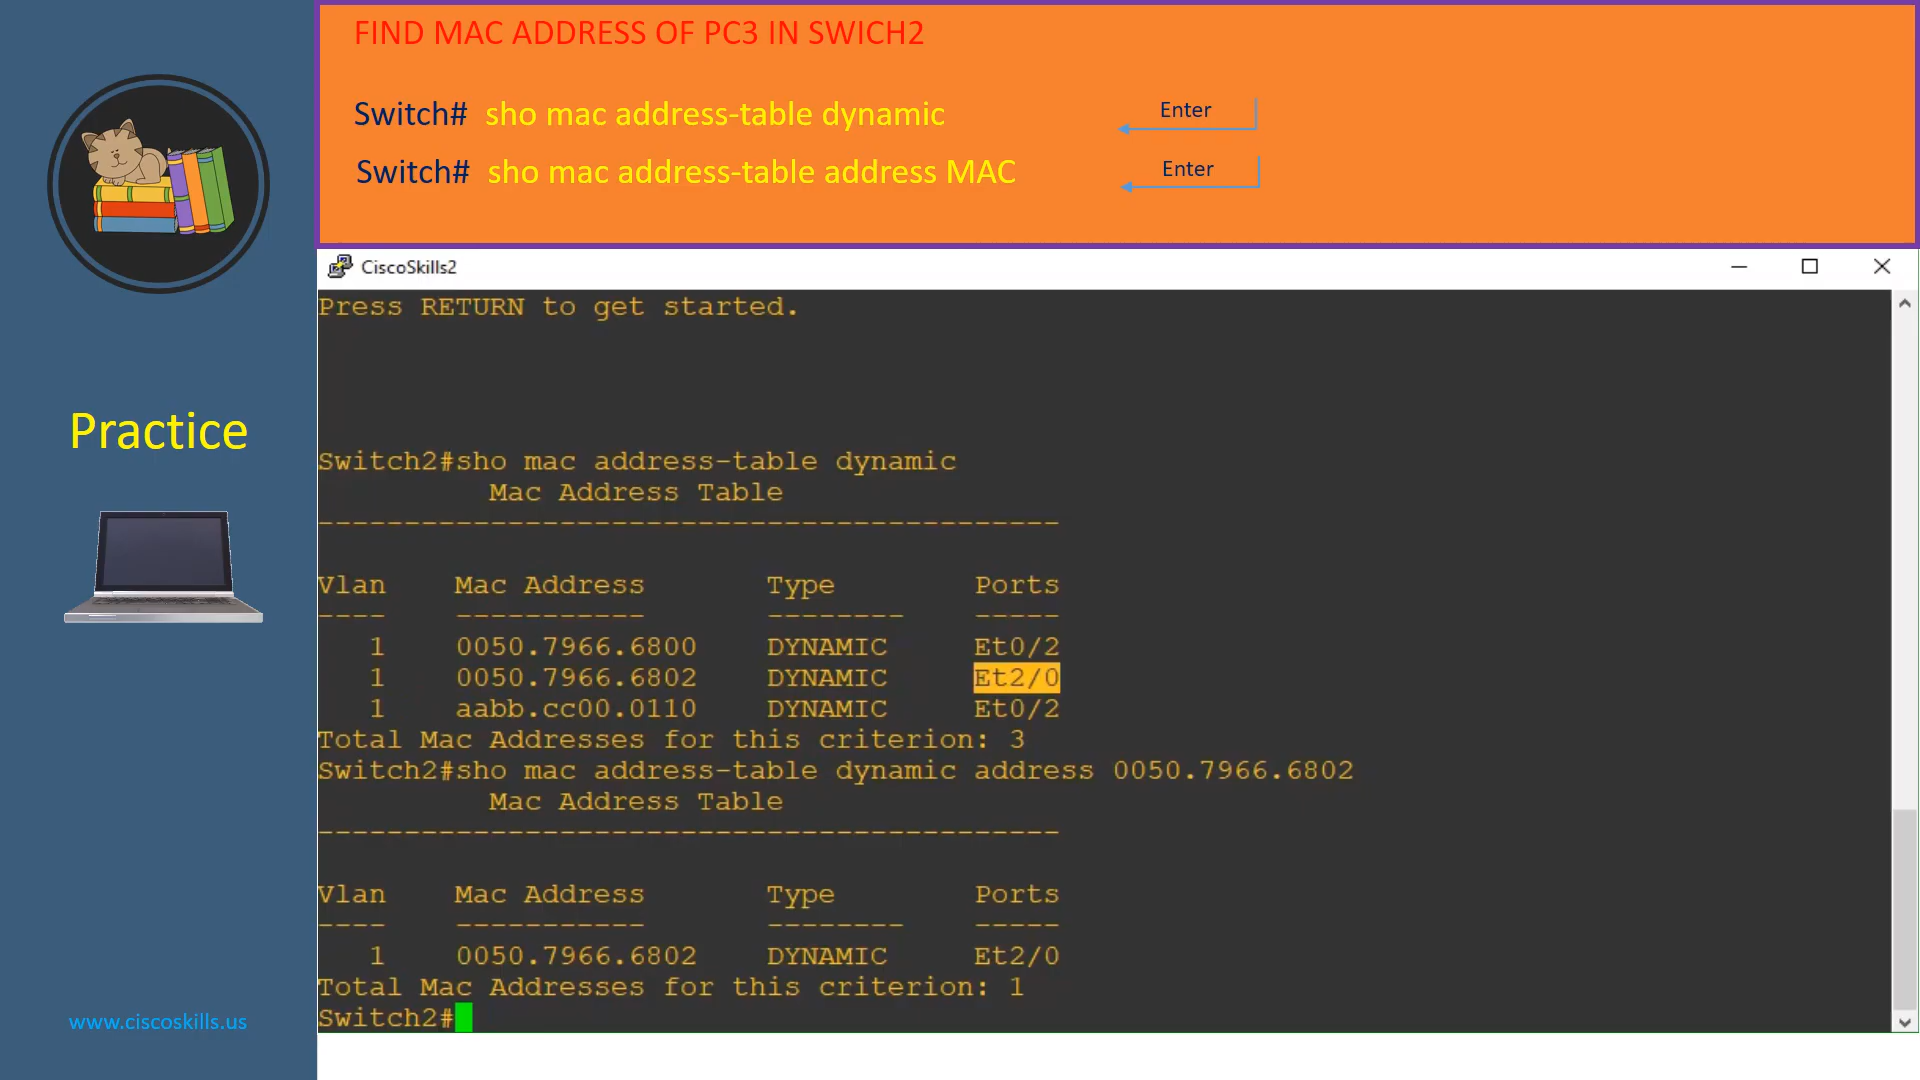 FIND MAC ADDRESS OF PC3 IN SWICH2
Switch# sho mac address-table dynamic Enter
Switch# sho mac address-table address MAC Enter
Practice
www.ciscoskills.us
CiscoSkills2
Press RETURN to get started.
Switch2#sho mac address-table dynamic
Mac Address Table
-------------------------------------------
Vlan Mac Address Type Ports
---- ----------- -------- -----
1 0050.7966.6800 DYNAMIC Et0/2
1 0050.7966.6802 DYNAMIC Et2/0
1 aabb.cc00.0110 DYNAMIC Et0/2
Total Mac Addresses for this criterion: 3
Switch2#sho mac address-table dynamic address 0050.7966.6802
Mac Address Table
-------------------------------------------
Vlan Mac Address Type Ports
---- ----------- -------- -----
1 0050.7966.6802 DYNAMIC Et2/0
Total Mac Addresses for this criterion: 1
Switch2#